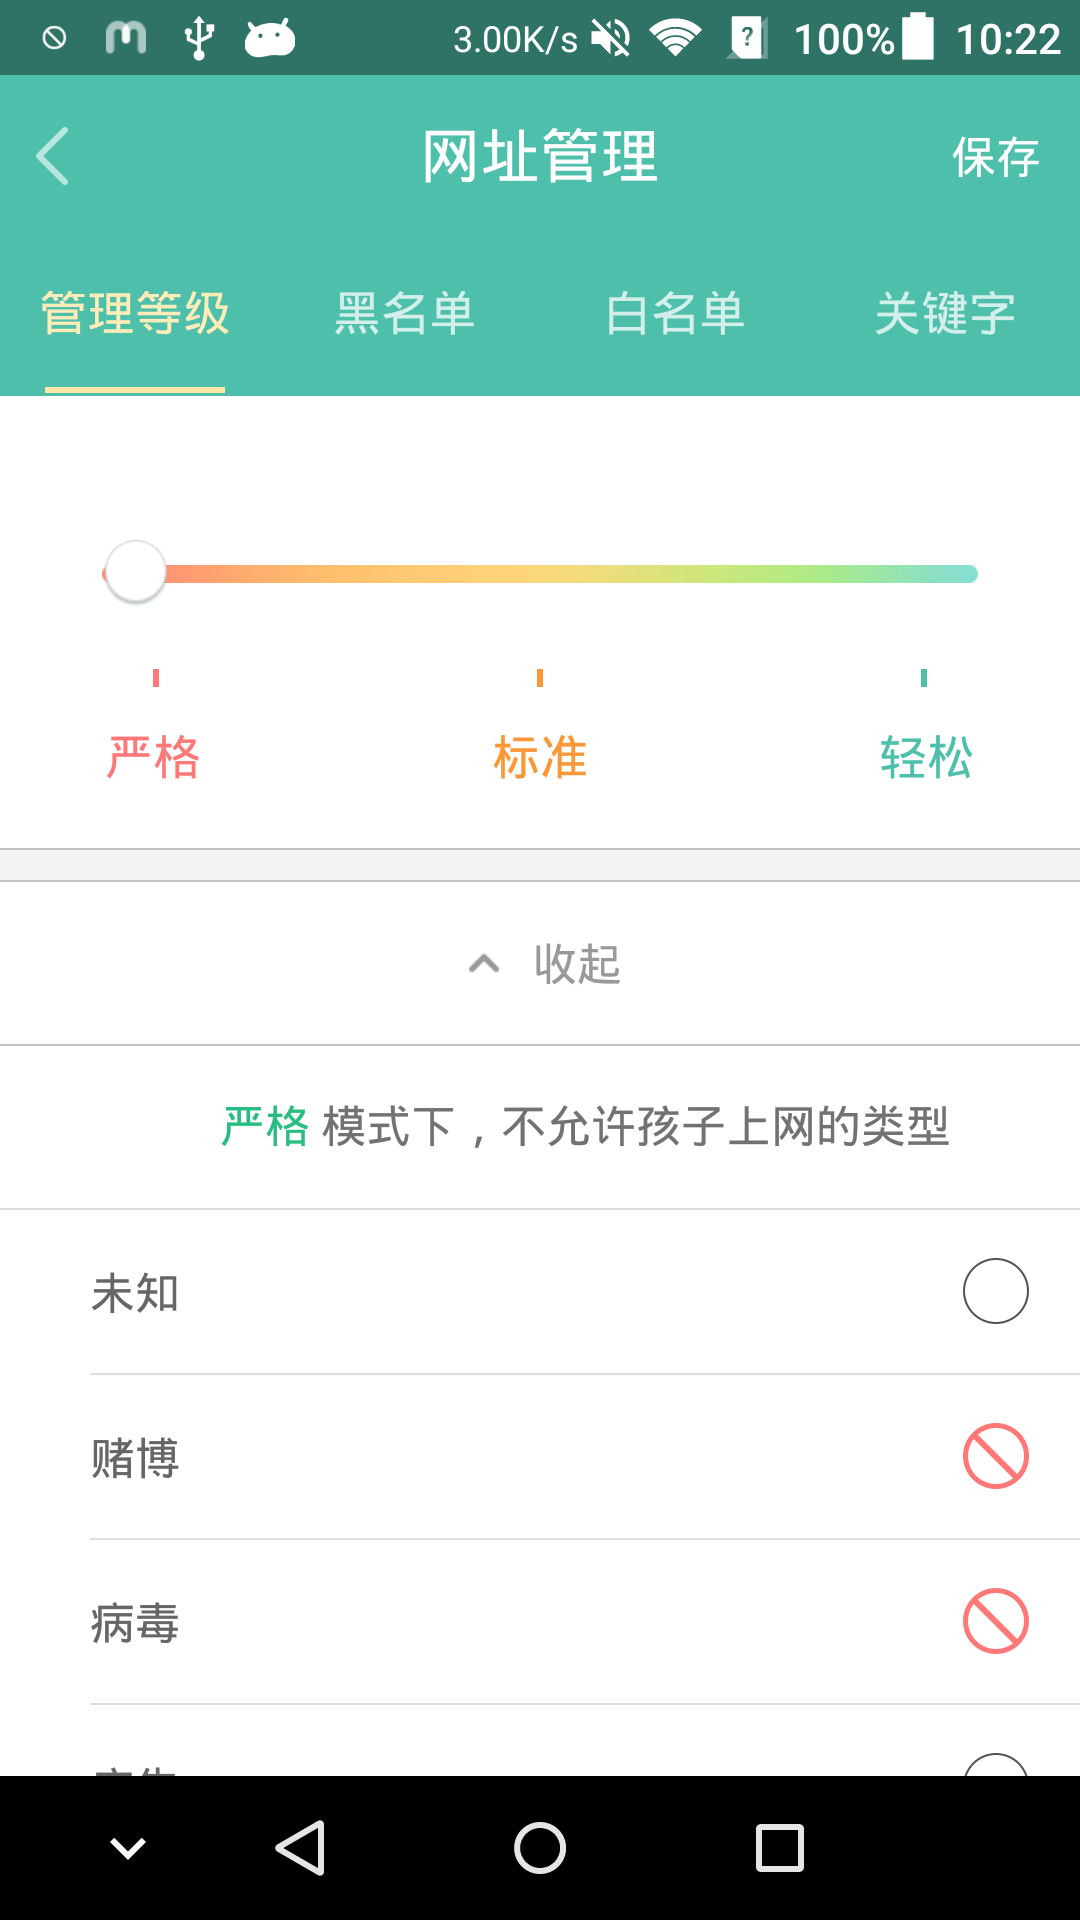 3.00K/s 100% 10:22
网址管理 保存
管理等级 黑名单 白名单 关键字
严格 标准 轻松
收起
严格 模式下，不允许孩子上网的类型
未知
赌博
病毒